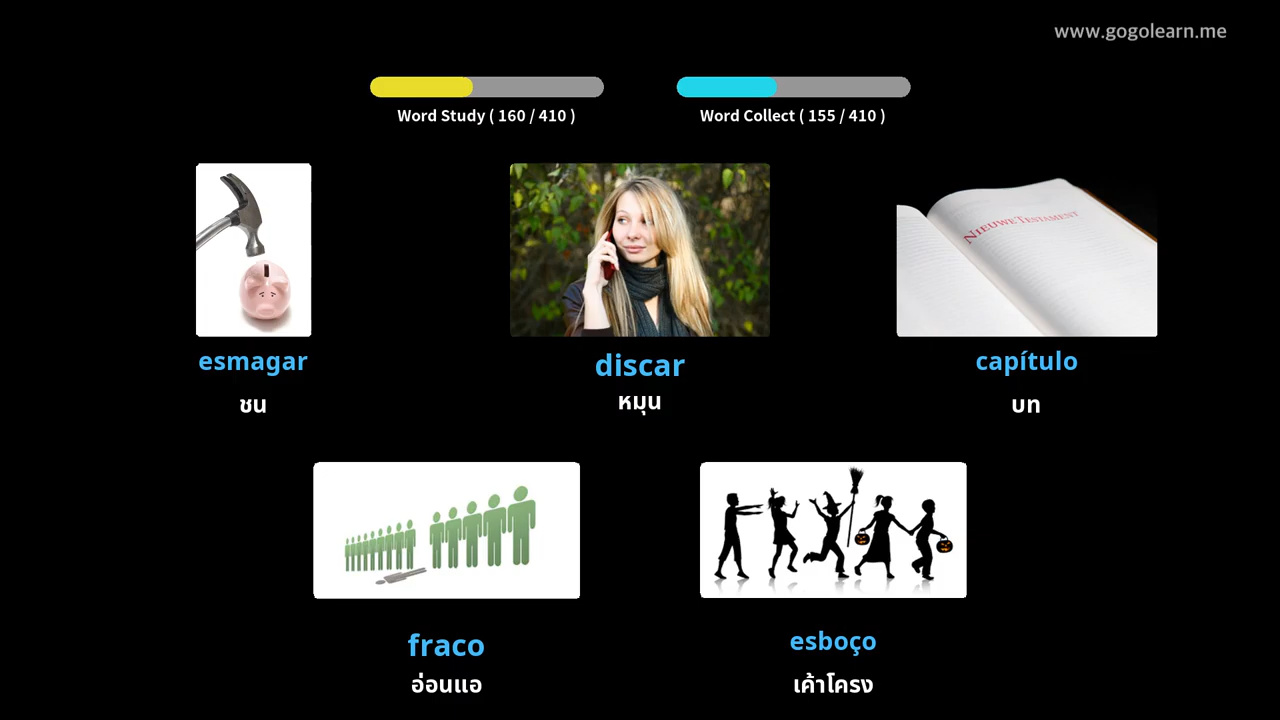 www.gogolearn.me
Word Study ( 160 / 410 )
Word Collect ( 155 / 410 )
NIEUWE TESTAMENT
esmagar
discar
capítulo
ชน
หมุน
บท
fraco
esboço
อ่อนแอ
เค้าโครง